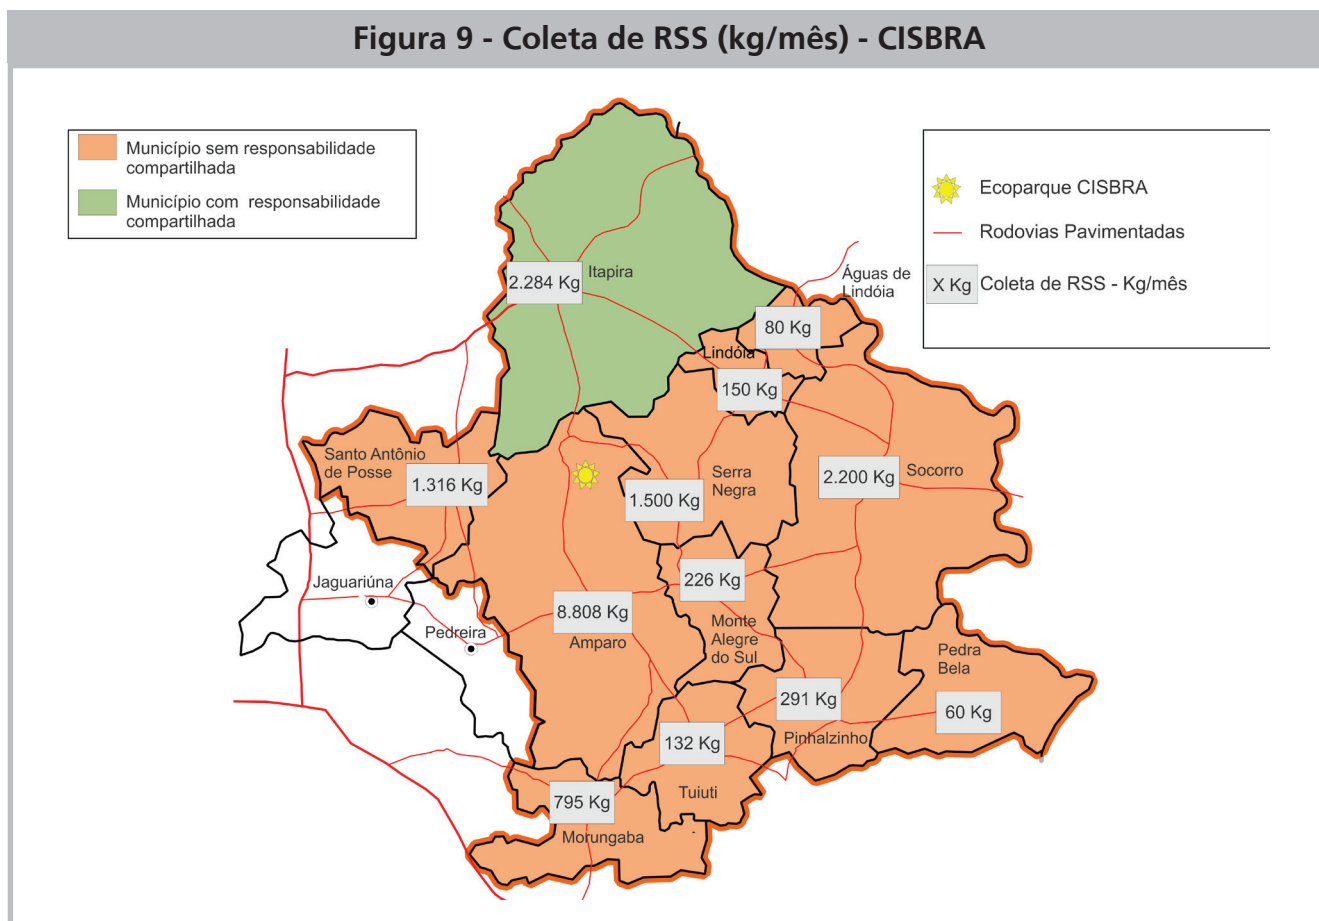 Figura 9 - Coleta de RSS (kg/mês) - CISBRA
Município sem responsabilidade
compartilhada
Município com responsabilidade
compartilhada
Ecoparque CISBRA
Rodovias Pavimentadas
X Kg
Coleta de RSS - Kg/mês
2.284 Kg
Itapira
Águas de
Lindóia
80 Kg
Lindóia
150 Kg
Santo Antônio
de Posse
1.316 Kg
Serra
Negra
1.500 Kg
2.200 Kg
Socorro
Jaguariúna
226 Kg
8.808 Kg
Amparo
Pedreira
Monte
Alegre
do Sul
Pedra
Bela
291 Kg
60 Kg
Pinhalzinho
132 Kg
Tuiuti
795 Kg
Morungaba